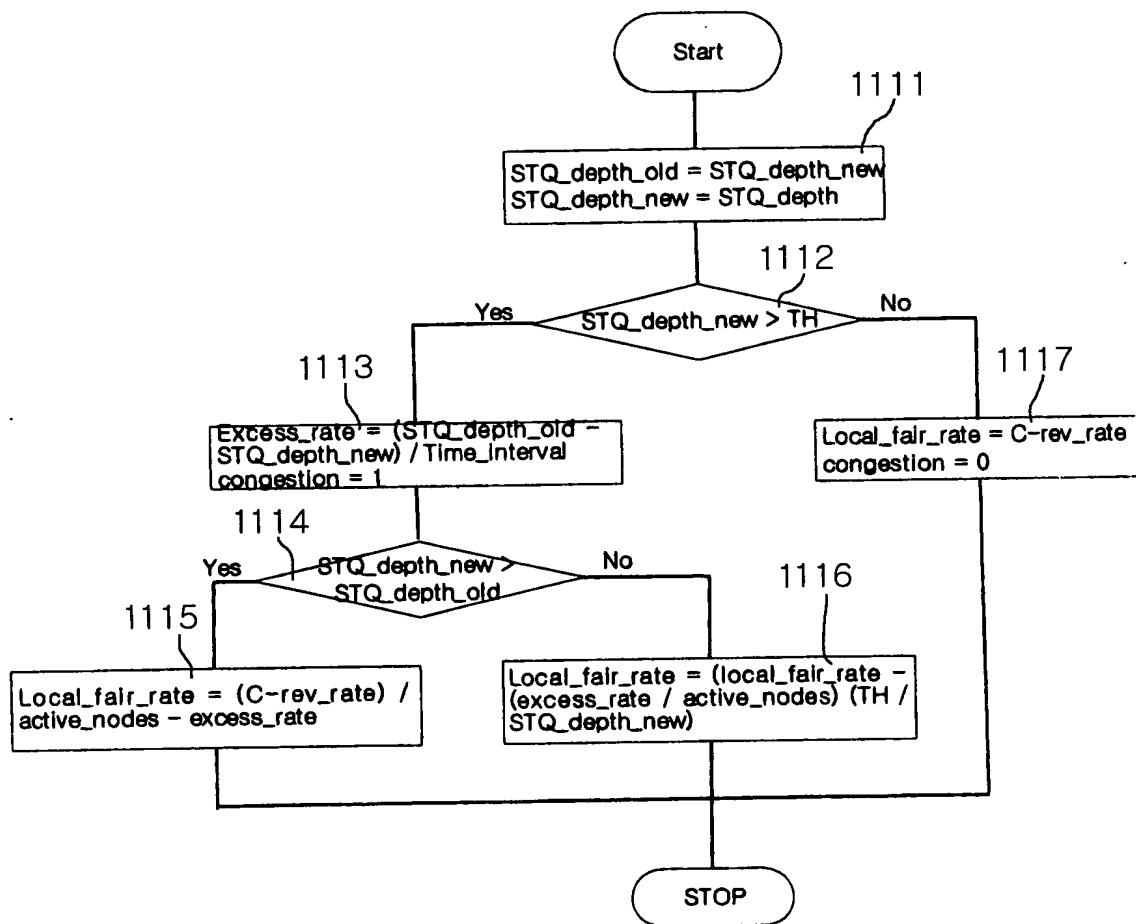 Start
1111
STQ_depth_old = STQ_depth_new
STQ_depth_new = STQ_depth
1112
Yes
STQ_depth_new > TH
No
1113
1117
Excess_rate = (STQ_depth_old -
STQ_depth_new) / Time_interval
congestion = 1
Local_fair_rate = C-rev_rate
congestion = 0
1114
Yes
STQ_depth_new >
STQ_depth_old
No
1115
1116
Local_fair_rate = (C-rev_rate) /
active_nodes - excess_rate
Local_fair_rate = (local_fair_rate -
(excess_rate / active_nodes) (TH /
STQ_depth_new)
STOP